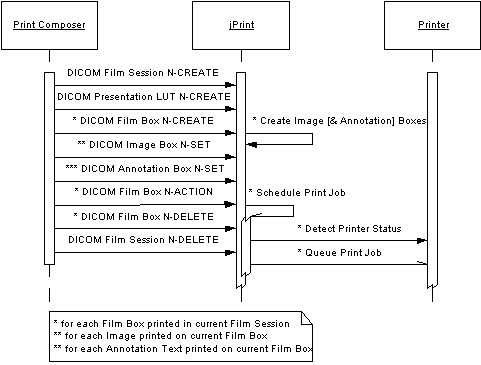 Print Composer
jPrint
Printer
DICOM Film Session N-CREATE
DICOM Presentation LUT N-CREATE
* DICOM Film Box N-CREATE
* Create Image [& Annotation] Boxes
** DICOM Image Box N-SET
*** DICOM Annotation Box N-SET
* DICOM Film Box N-ACTION
* Schedule Print Job
* DICOM Film Box N-DELETE
* Detect Printer Status
DICOM Film Session N-DELETE
* Queue Print Job
* for each Film Box printed in current Film Session
** for each Image printed on current Film Box
** for each Annotation Text printed on current Film Box